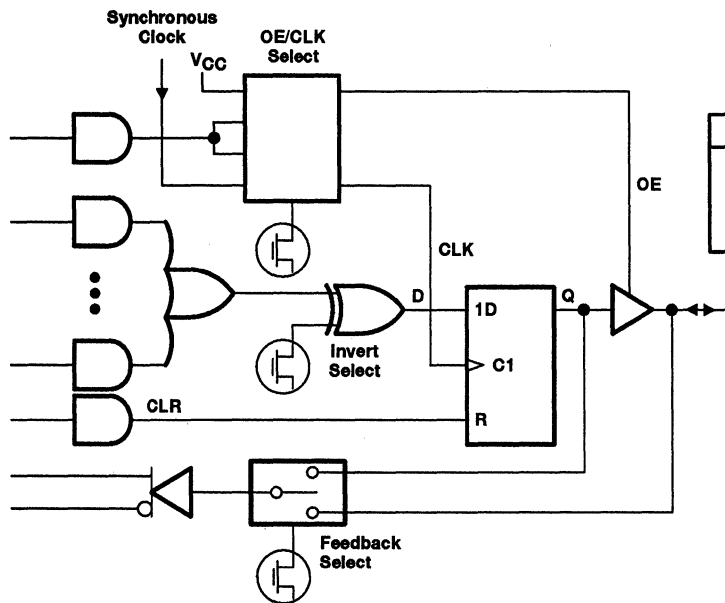 Synchronous
Clock
OE/CLK
Select
VCC
OE
CLK
D
1D
Q
C1
Invert
Select
CLR
R
Feedback
Select